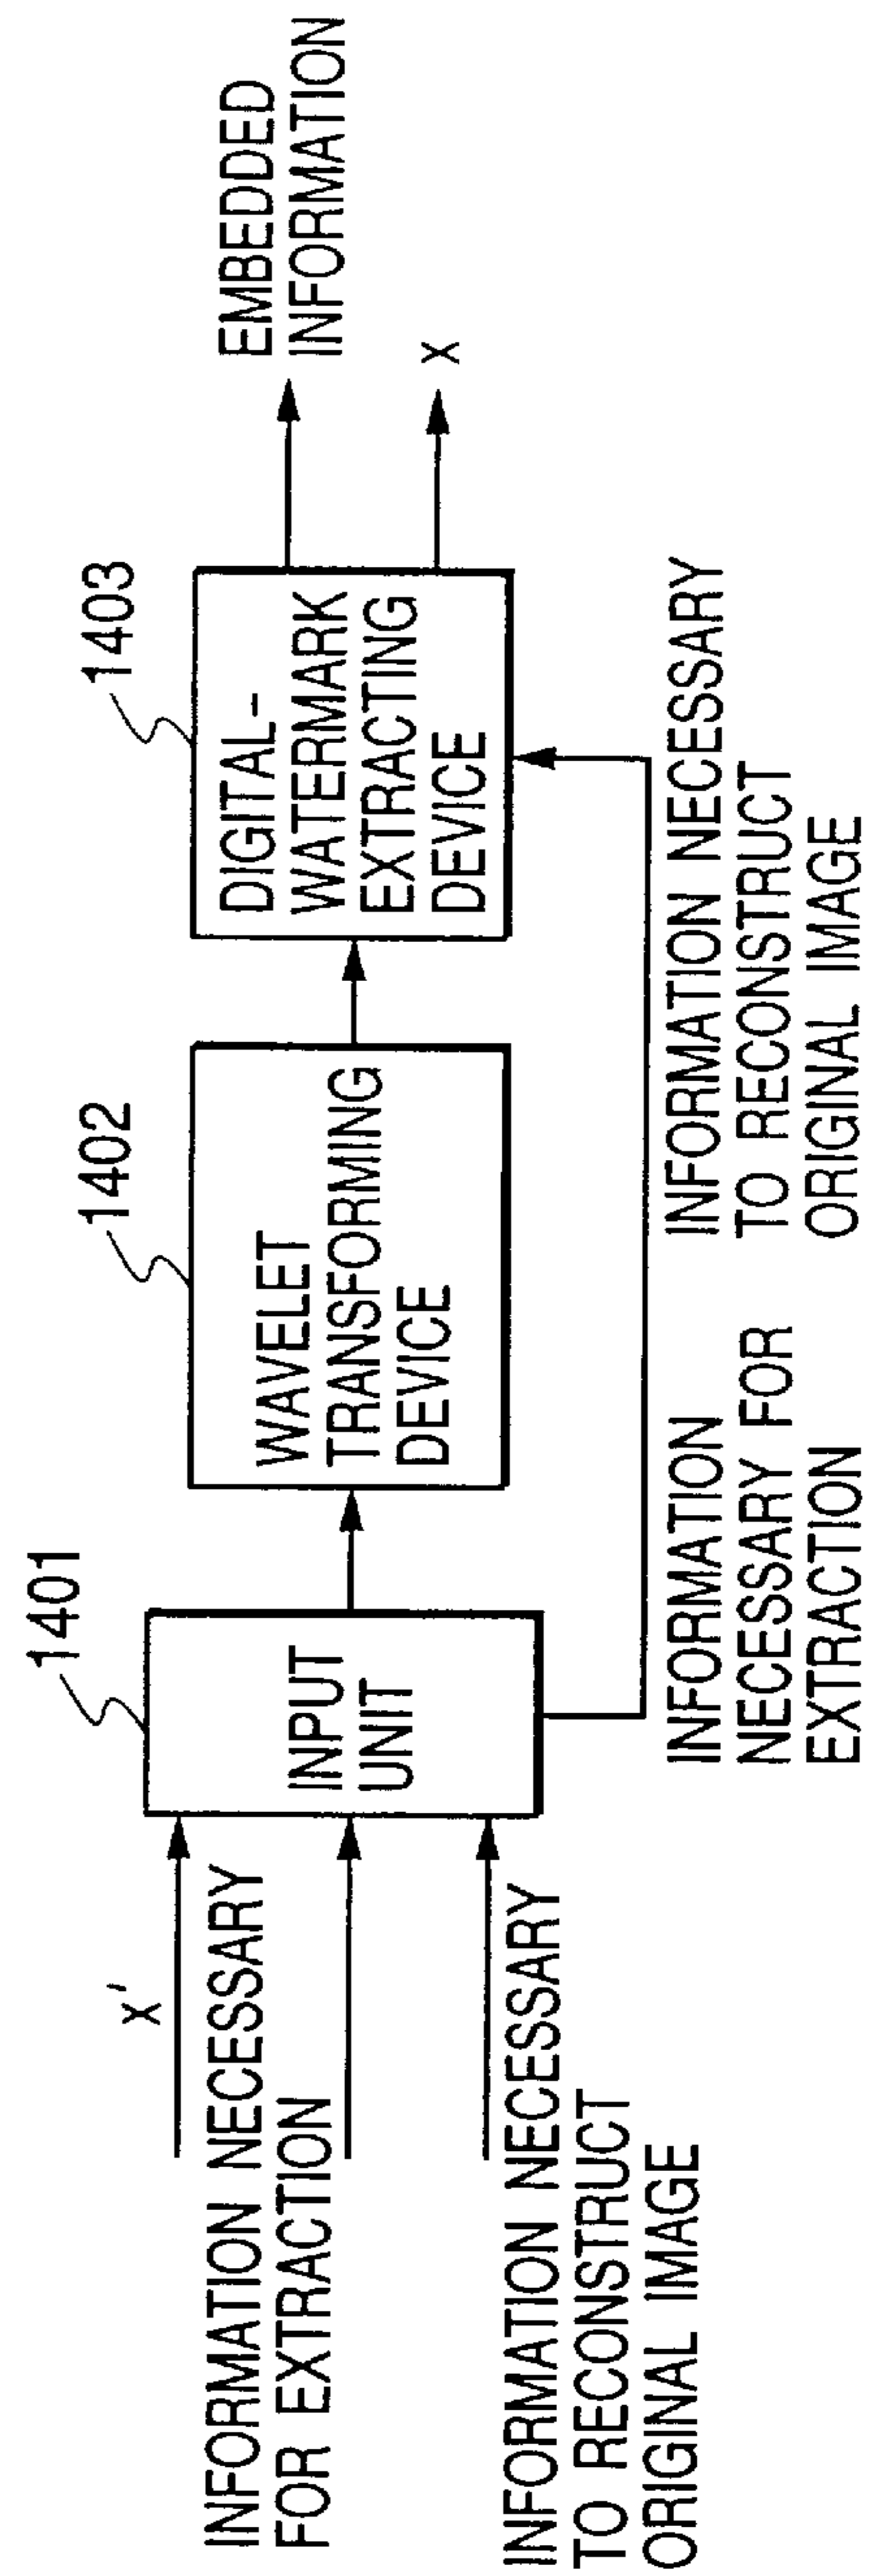 1401
1402
1403
x'
INFORMATION NECESSARY
FOR EXTRACTION
INFORMATION NECESSARY
TO RECONSTRUCT
ORIGINAL IMAGE
INPUT
UNIT
WAVELET
TRANSFORMING
DEVICE
DIGITAL-
WATERMARK
EXTRACTING
DEVICE
EMBEDDED
INFORMATION
x
INFORMATION
NECESSARY FOR
EXTRACTION
INFORMATION NECESSARY
TO RECONSTRUCT
ORIGINAL IMAGE